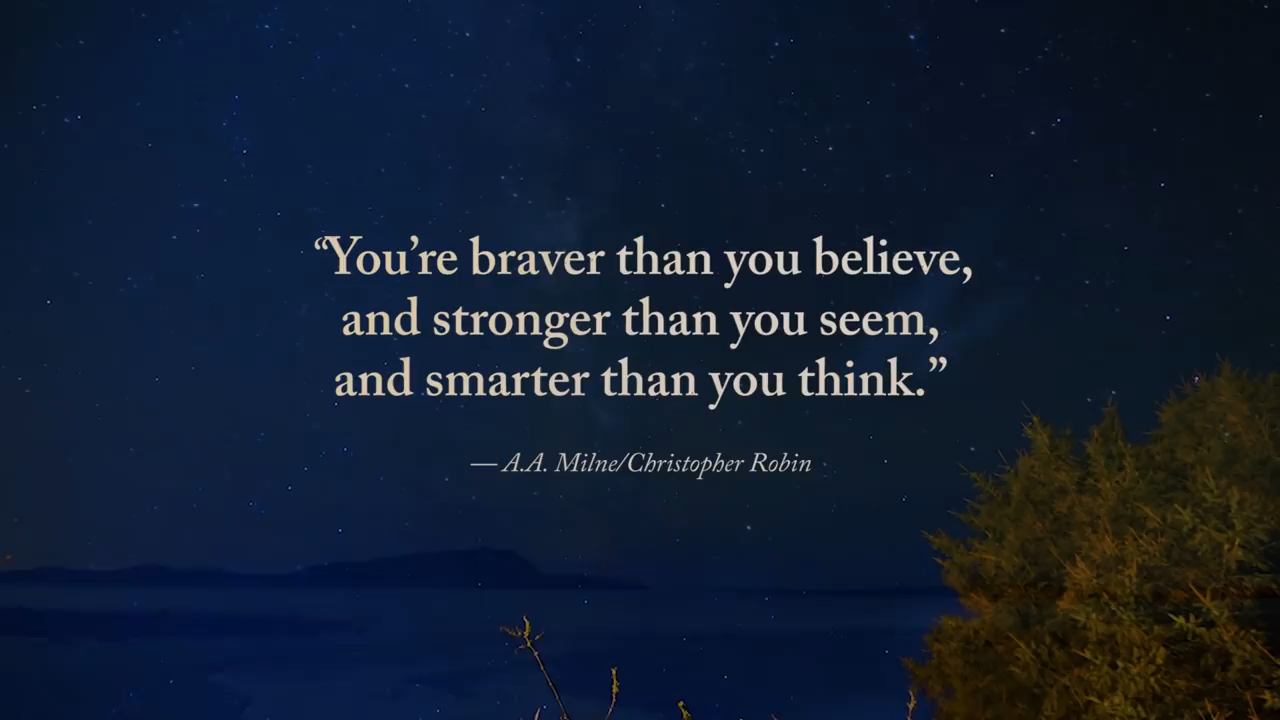 “You’re braver than you believe,
and stronger than you seem,
and smarter than you think.”
— A.A. Milne/Christopher Robin